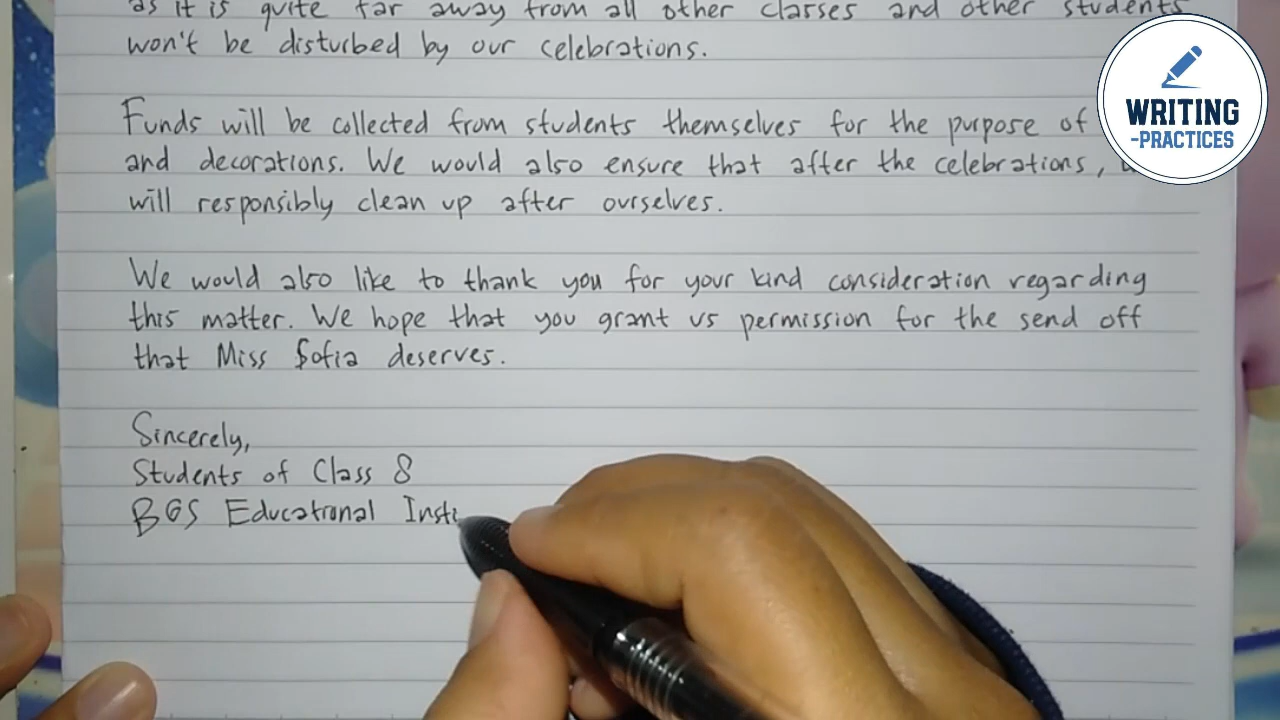 as it is quite far away from all other classes and other students
won't be disturbed by our celebrations.
Funds will be collected from students themselves for the purpose of
and decorations. We would also ensure that after the celebrations,
will responsibly clean up after ourselves.
We would also like to thank you for your kind consideration regarding
this matter. We hope that you grant us permission for the send off
that Miss Sofia deserves.
Sincerely,
Students of Class 8
BGS Educational Insti
WRITING
-PRACTICES